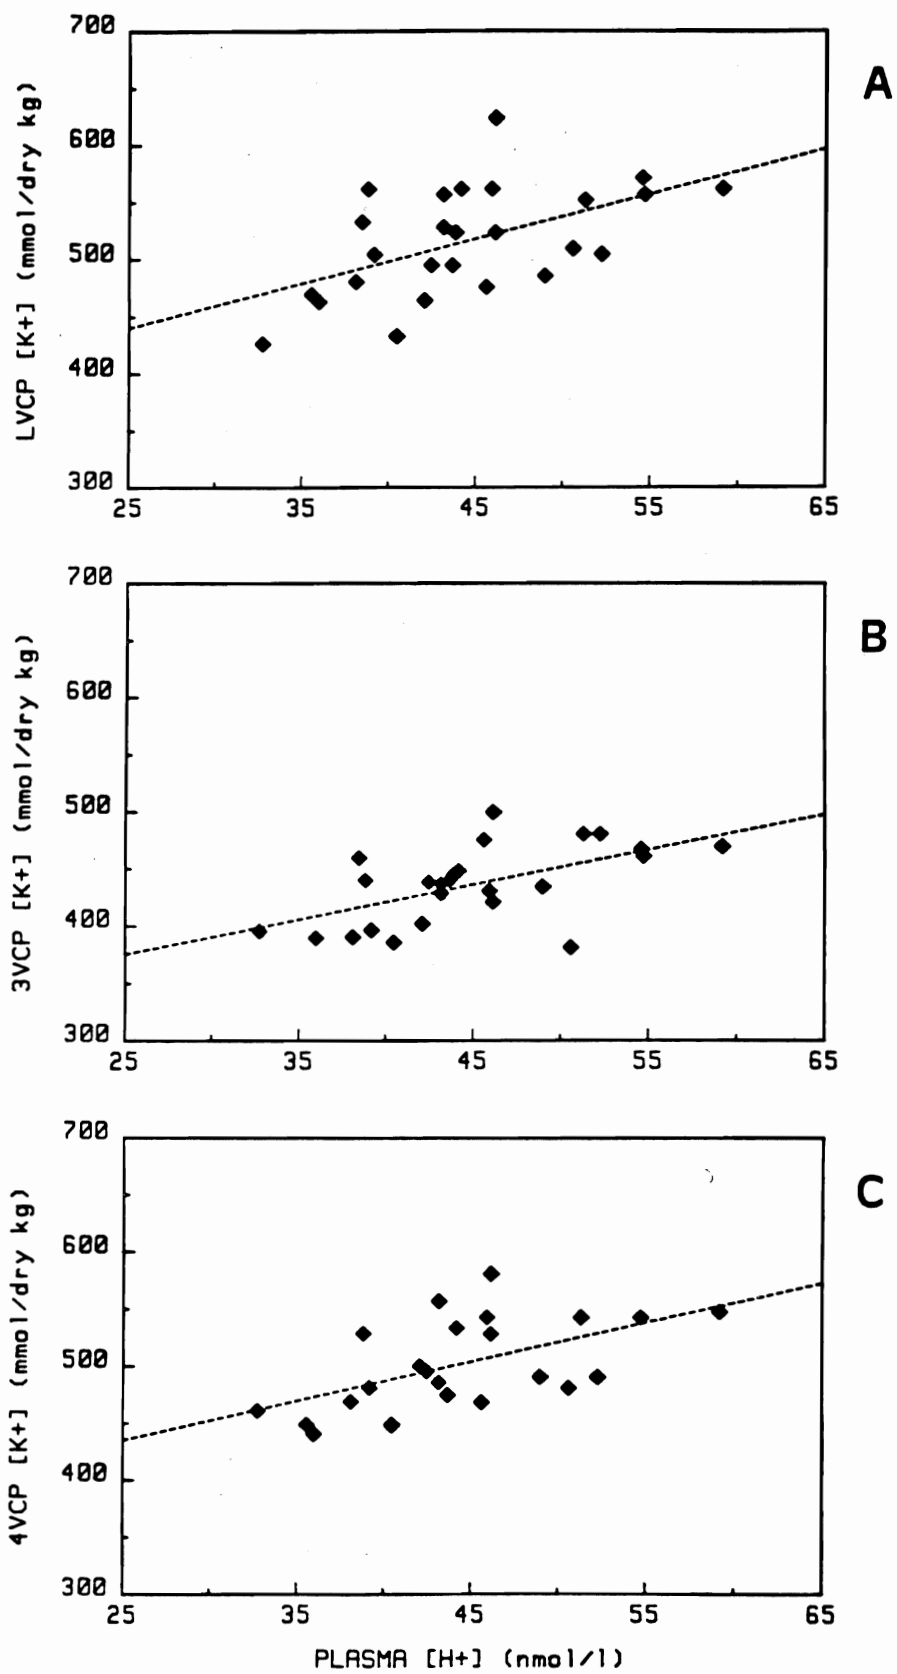 700
A
600
500
400
300
LVCP [K+] (mmol/dry kg)
25 35 45 55 65
700
B
600
500
400
300
3VCP [K+] (mmol/dry kg)
25 35 45 55 65
700
C
600
500
400
300
4VCP [K+] (mmol/dry kg)
25 35 45 55 65
PLASMA [H+] (nmol/l)